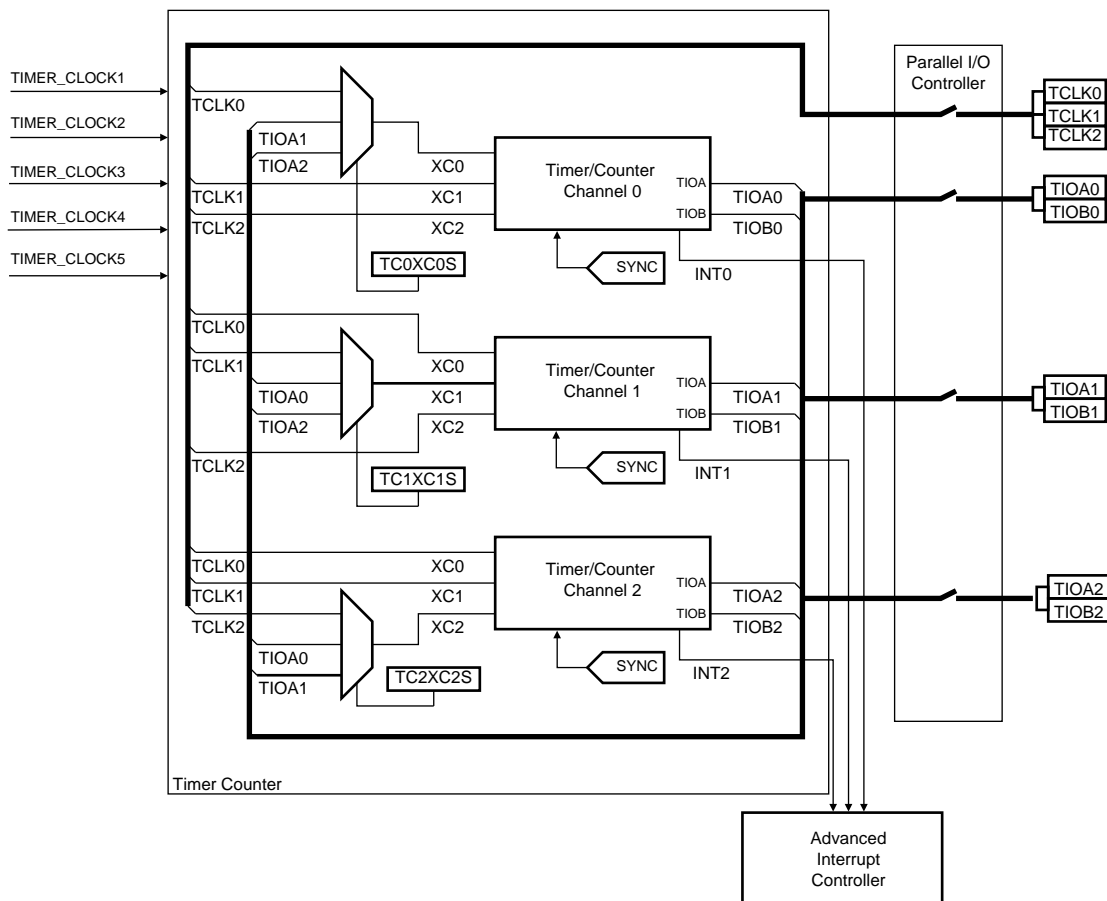 TIMER_CLOCK1
TIMER_CLOCK2
TIMER_CLOCK3
TIMER_CLOCK4
TIMER_CLOCK5
TCLK0
TIOA1
TIOA2
TCLK1
TCLK2
XC0
XC1
XC2
TC0XC0S
Timer/Counter
Channel 0
TIOA
TIOB
TIOA0
TIOB0
SYNC
INT0
TCLK0
TCLK1
TIOA0
TIOA2
TCLK2
XC0
XC1
XC2
TC1XC1S
Timer/Counter
Channel 1
TIOA
TIOB
TIOA1
TIOB1
SYNC
INT1
TCLK0
TCLK1
TCLK2
TIOA0
TIOA1
XC0
XC1
XC2
TC2XC2S
Timer/Counter
Channel 2
TIOA
TIOB
TIOA2
TIOB2
SYNC
INT2
Timer Counter
Parallel I/O
Controller
TCLK0
TCLK1
TCLK2
TIOA0
TIOB0
TIOA1
TIOB1
TIOA2
TIOB2
Advanced
Interrupt
Controller